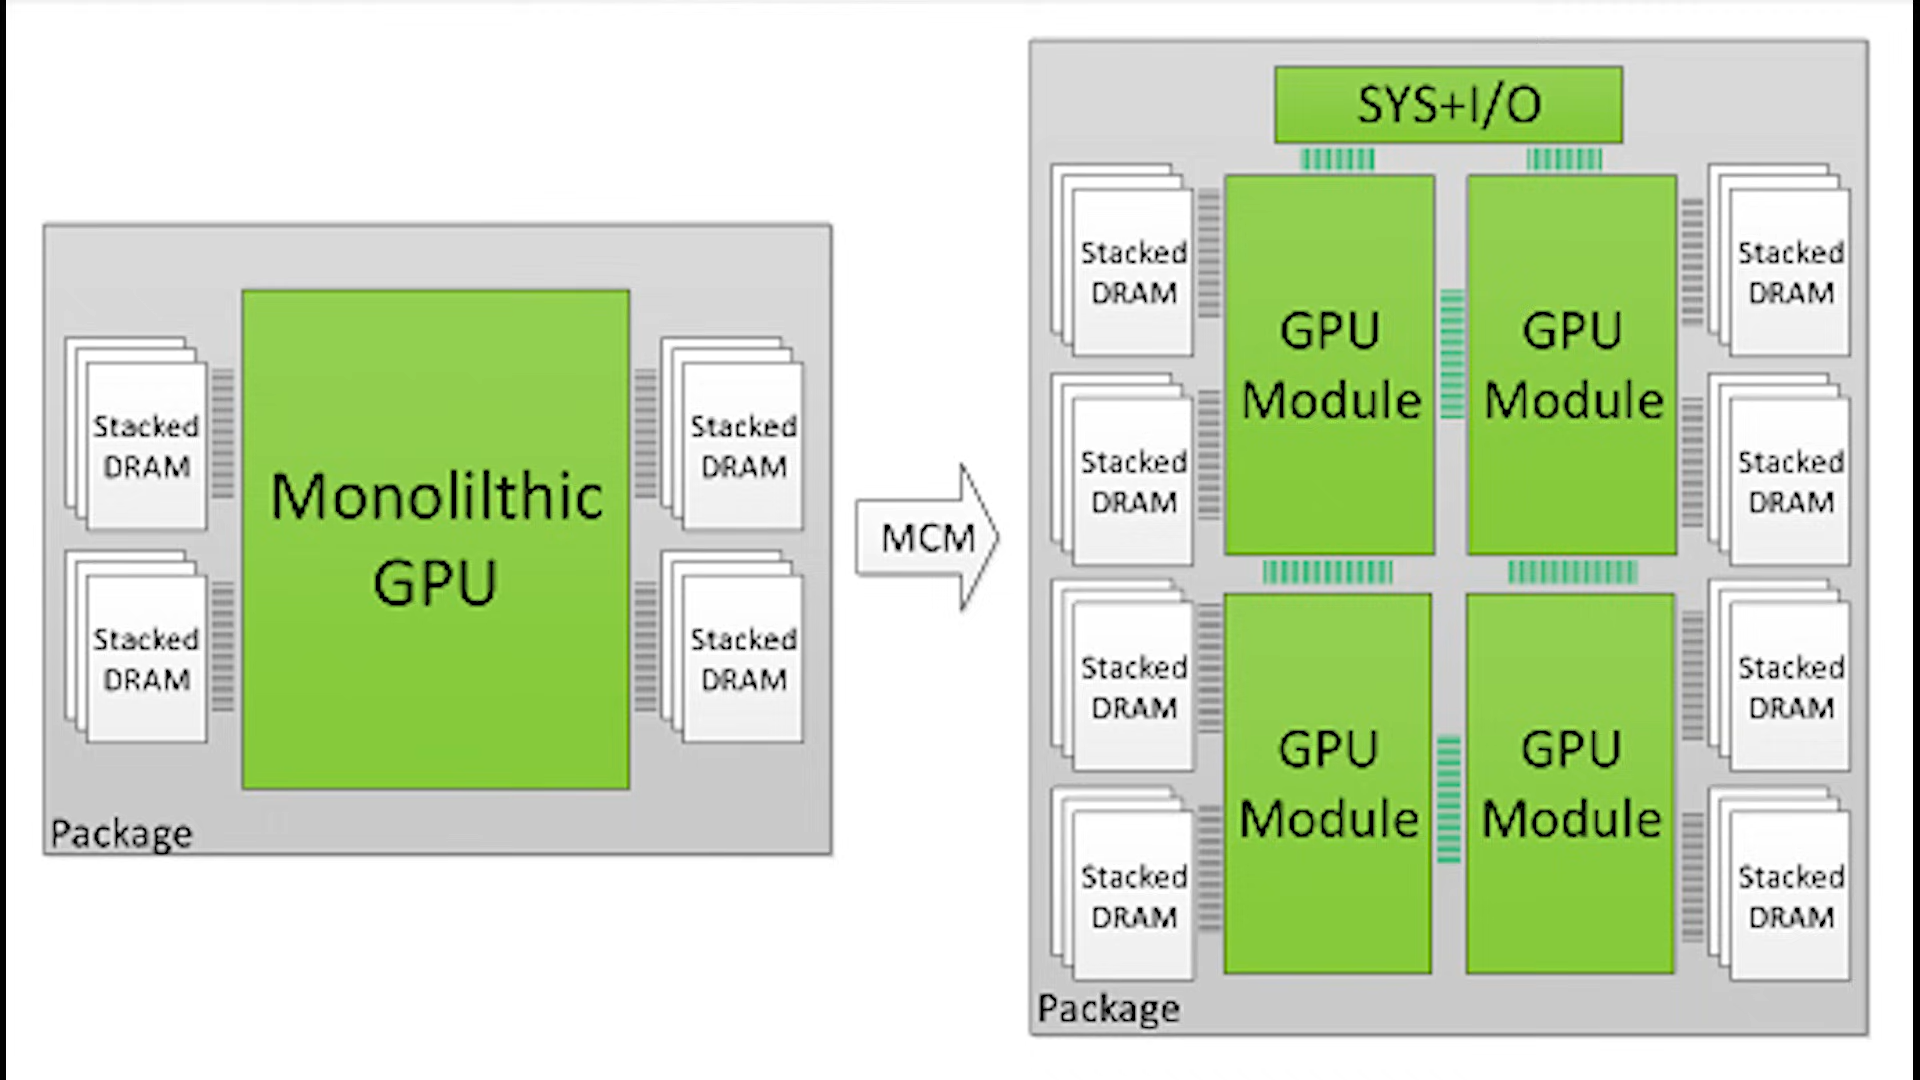 Stacked
DRAM
Stacked
DRAM
Monolilthic
GPU
Stacked
DRAM
Stacked
DRAM
Package
MCM
SYS+I/O
Stacked
DRAM
Stacked
DRAM
Stacked
DRAM
Stacked
DRAM
GPU
Module
GPU
Module
GPU
Module
GPU
Module
Stacked
DRAM
Stacked
DRAM
Stacked
DRAM
Stacked
DRAM
Package